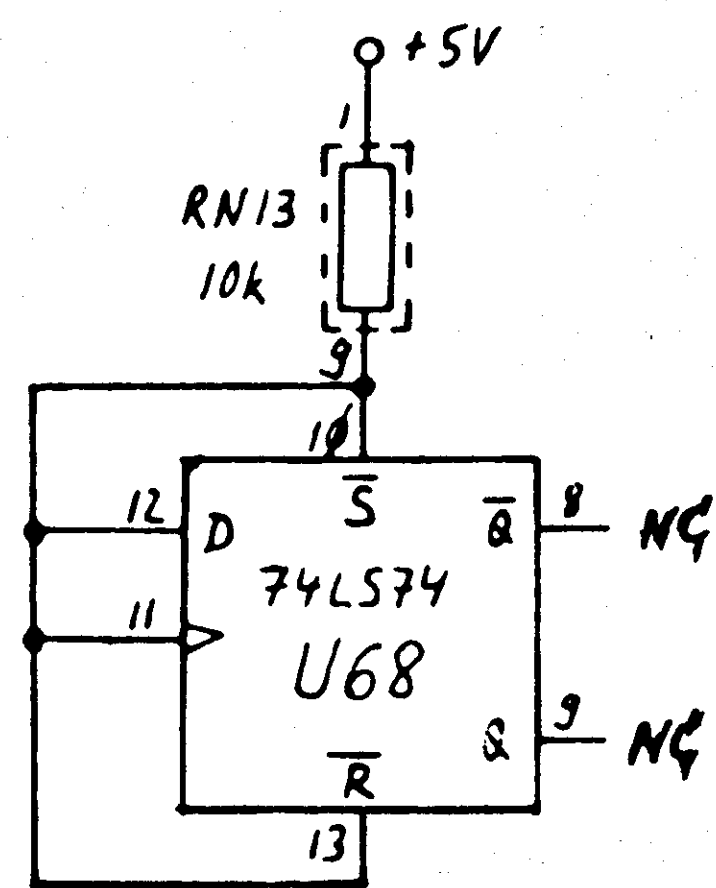 +5V
1
RN13
10k
9
10
S̅
12 D
Q̅ 8 NC
74LS74
11
U68
Q 9 NC
R̅
13